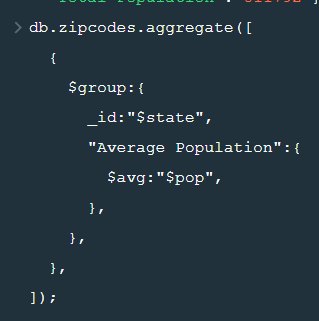 > db.zipcodes.aggregate([
{
$group:{
_id:"$state",
"Average Population":{
$avg:"$pop",
},
},
},
]);